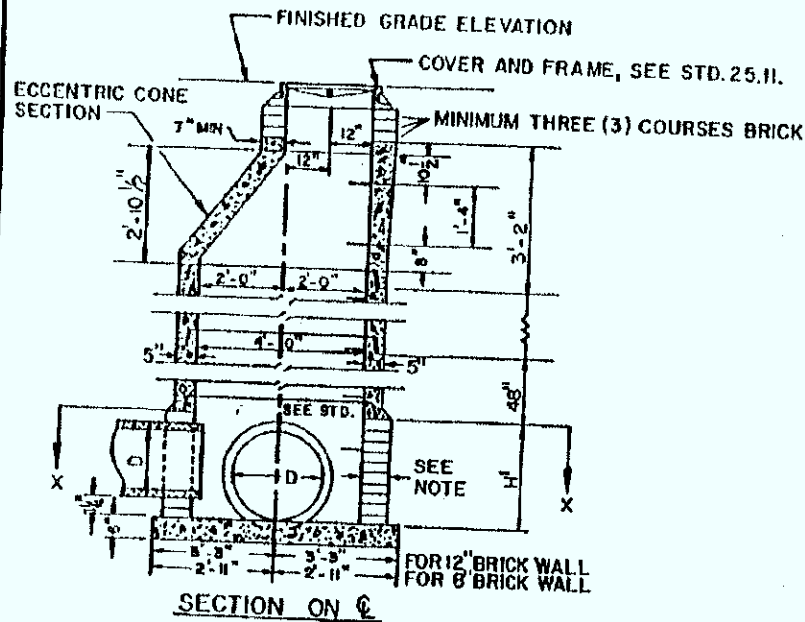 FINISHED GRADE ELEVATION
COVER AND FRAME, SEE STD. 25.11.
ECCENTRIC CONE
SECTION
MINIMUM THREE (3) COURSES BRICK
7" MIN
12"
12"
2'-10 1/2"
10 1/2"
1'-4"
3'-2"
8"
2'-0"
2'-0"
4'-0"
5"
5"
48"
SEE STD.
X
D
D
SEE
NOTE
H'
X
8"
3'-3"
3'-3"
FOR 12" BRICK WALL
2'-11"
2'-11"
FOR 8" BRICK WALL
SECTION ON ℄